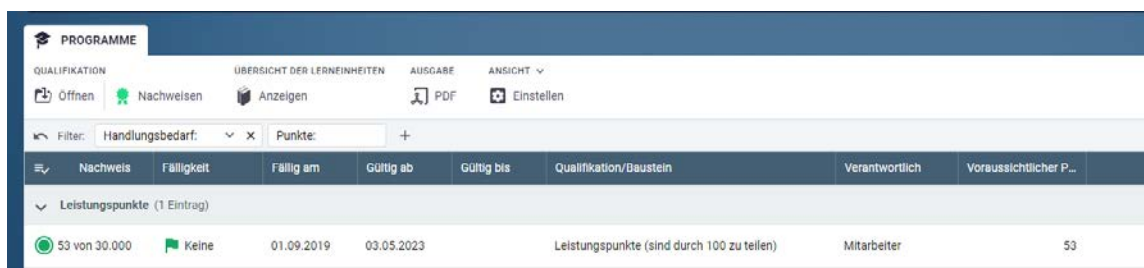 PROGRAMME
QUALIFIKATION ÜBERSICHT DER LERNEINHEITEN AUSGABE ANSICHT
Öffnen Nachweisen Anzeigen PDF Einstellen
Filter: Handlungsbedarf: Punkte:
Nachweis Fälligkeit Fällig am Gültig ab Gültig bis Qualifikation/Baustein Verantwortlich Voraussichtlicher P...
Leistungspunkte (1 Eintrag)
53 von 30.000 Keine 01.09.2019 03.05.2023 Leistungspunkte (sind durch 100 zu teilen) Mitarbeiter 53